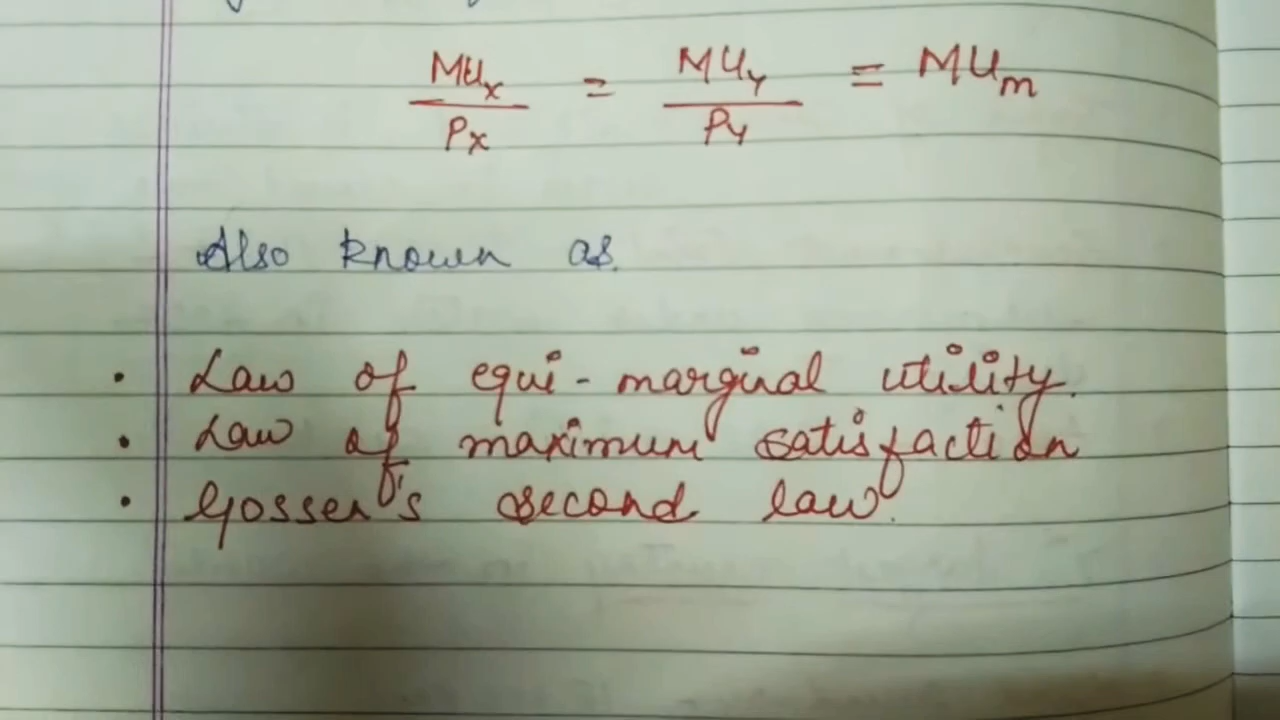 MUx / Px = MUy / Py = MUm
Also known as
• Law of equi-marginal utility.
• Law of maximum satisfaction
• Gossen's second law.